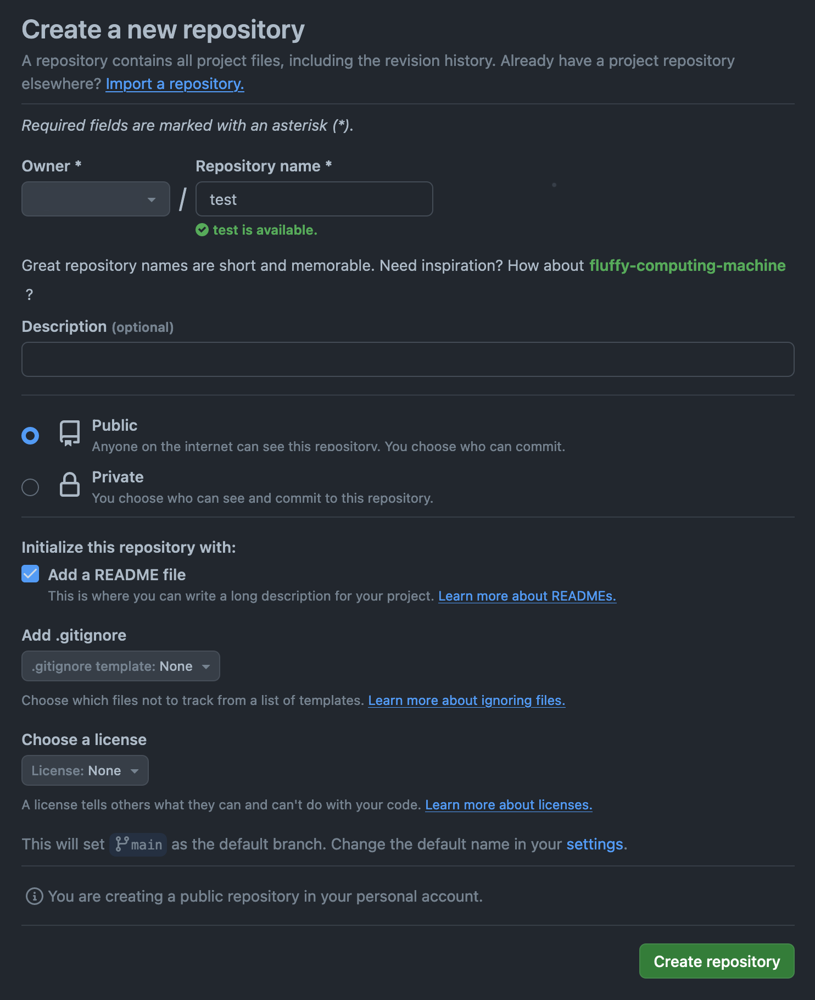 Create a new repository
A repository contains all project files, including the revision history. Already have a project repository
elsewhere? Import a repository.
Required fields are marked with an asterisk (*).
Owner * Repository name *
/ test
test is available.
Great repository names are short and memorable. Need inspiration? How about fluffy-computing-machine
?
Description (optional)
Public
Anyone on the internet can see this repository. You choose who can commit.
Private
You choose who can see and commit to this repository.
Initialize this repository with:
Add a README file
This is where you can write a long description for your project. Learn more about READMEs.
Add .gitignore
.gitignore template: None
Choose which files not to track from a list of templates. Learn more about ignoring files.
Choose a license
License: None
A license tells others what they can and can't do with your code. Learn more about licenses.
This will set main as the default branch. Change the default name in your settings.
You are creating a public repository in your personal account.
Create repository